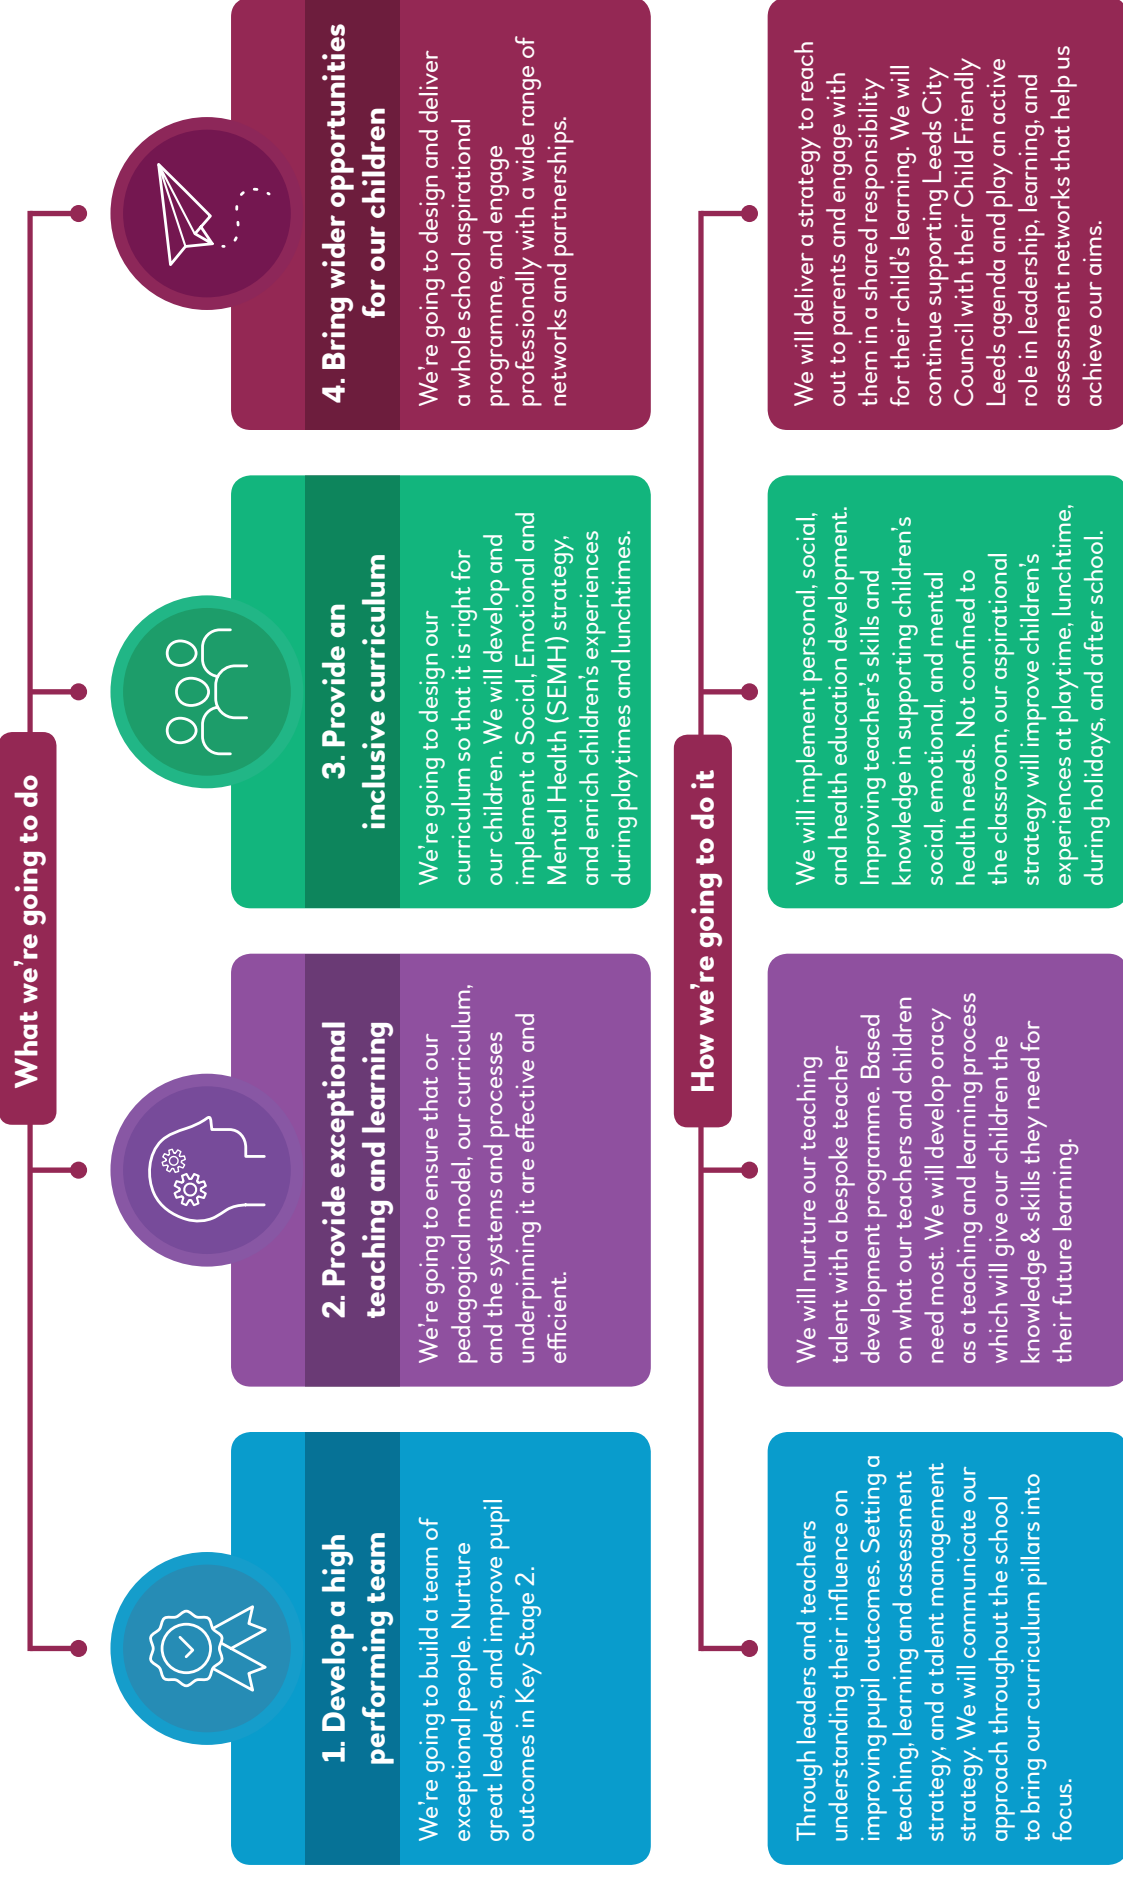 What we're going to do
1. Develop a high
performing team
We're going to build a team of
exceptional people. Nurture
great leaders, and improve pupil
outcomes in Key Stage 2.
2. Provide exceptional
teaching and learning
We're going to ensure that our
pedagogical model, our curriculum,
and the systems and processes
underpinning it are effective and
efficient.
3. Provide an
inclusive curriculum
We're going to design our
curriculum so that it is right for
our children. We will develop and
implement a Social, Emotional and
Mental Health (SEMH) strategy,
and enrich children's experiences
during playtimes and lunchtimes.
4. Bring wider opportunities
for our children
We're going to design and deliver
a whole school aspirational
programme, and engage
professionally with a wide range of
networks and partnerships.
How we're going to do it
Through leaders and teachers
understanding their influence on
improving pupil outcomes. Setting a
teaching, learning and assessment
strategy, and a talent management
strategy. We will communicate our
approach throughout the school
to bring our curriculum pillars into
focus.
We will nurture our teaching
talent with a bespoke teacher
development programme. Based
on what our teachers and children
need most. We will develop oracy
as a teaching and learning process
which will give our children the
knowledge & skills they need for
their future learning.
We will implement personal, social,
and health education development.
Improving teacher's skills and
knowledge in supporting children's
social, emotional, and mental
health needs. Not confined to
the classroom, our aspirational
strategy will improve children's
experiences at playtime, lunchtime,
during holidays, and after school.
We will deliver a strategy to reach
out to parents and engage with
them in a shared responsibility
for their child's learning. We will
continue supporting Leeds City
Council with their Child Friendly
Leeds agenda and play an active
role in leadership, learning, and
assessment networks that help us
achieve our aims.